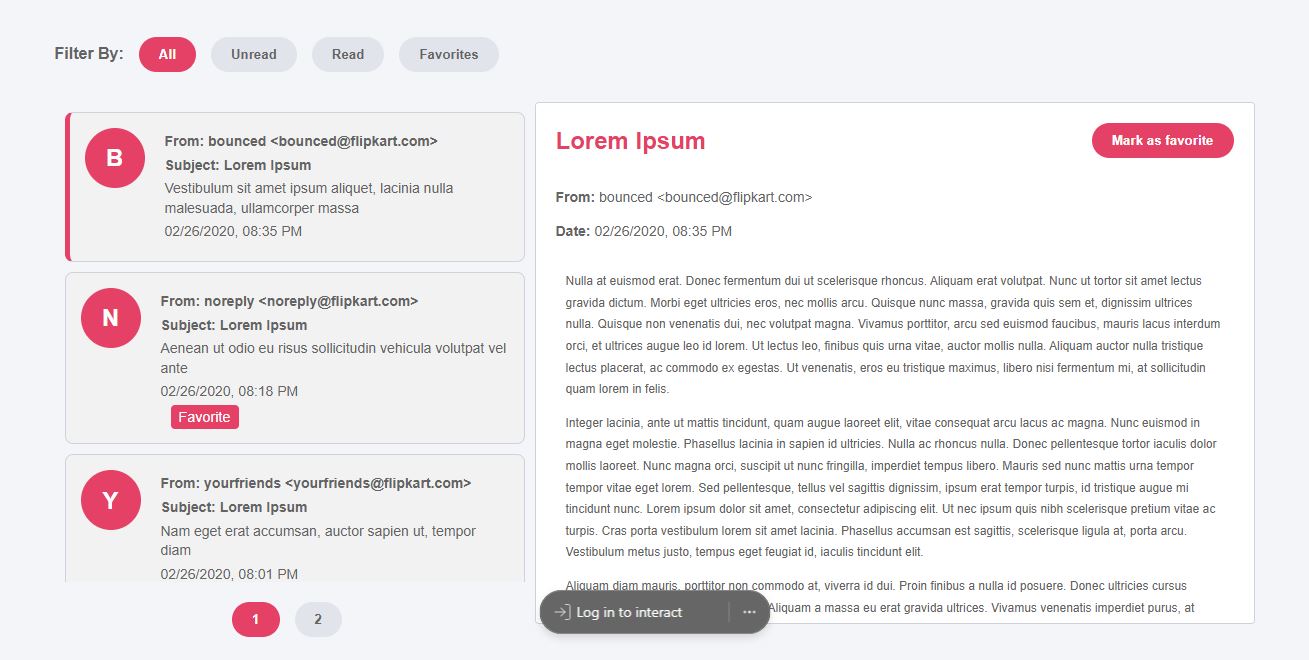 Filter By: All Unread Read Favorites
B
From: bounced <bounced@flipkart.com>
Subject: Lorem Ipsum
Vestibulum sit amet ipsum aliquet, lacinia nulla
malesuada, ullamcorper massa
02/26/2020, 08:35 PM
N
From: noreply <noreply@flipkart.com>
Subject: Lorem Ipsum
Aenean ut odio eu risus sollicitudin vehicula volutpat vel
ante
02/26/2020, 08:18 PM
Favorite
Y
From: yourfriends <yourfriends@flipkart.com>
Subject: Lorem Ipsum
Nam eget erat accumsan, auctor sapien ut, tempor
diam
02/26/2020, 08:01 PM
1 2
Lorem Ipsum
Mark as favorite
From: bounced <bounced@flipkart.com>
Date: 02/26/2020, 08:35 PM
Nulla at euismod erat. Donec fermentum dui ut scelerisque rhoncus. Aliquam erat volutpat. Nunc ut tortor sit amet lectus
gravida dictum. Morbi eget ultricies eros, nec mollis arcu. Quisque nunc massa, gravida quis sem et, dignissim ultrices
nulla. Quisque non venenatis dui, nec volutpat magna. Vivamus porttitor, arcu sed euismod faucibus, mauris lacus interdum
orci, et ultrices augue leo id lorem. Ut lectus leo, finibus quis urna vitae, auctor mollis nulla. Aliquam auctor nulla tristique
lectus placerat, ac commodo ex egestas. Ut venenatis, eros eu tristique maximus, libero nisi fermentum mi, at sollicitudin
quam lorem in felis.
Integer lacinia, ante ut mattis tincidunt, quam augue laoreet elit, vitae consequat arcu lacus ac magna. Nunc euismod in
magna eget molestie. Phasellus lacinia in sapien id ultricies. Nulla ac rhoncus nulla. Donec pellentesque tortor iaculis dolor
mollis laoreet. Nunc magna orci, suscipit ut nunc fringilla, imperdiet tempus libero. Mauris sed nunc mattis urna tempor
tempor vitae eget lorem. Sed pellentesque, tellus vel sagittis dignissim, ipsum erat tempor turpis, id tristique augue mi
tincidunt nunc. Lorem ipsum dolor sit amet, consectetur adipiscing elit. Ut nec ipsum quis nibh scelerisque pretium vitae ac
turpis. Cras porta vestibulum lorem sit amet lacinia. Phasellus accumsan est sagittis, scelerisque ligula at, porta arcu.
Vestibulum metus justo, tempus eget feugiat id, iaculis tincidunt elit.
Aliquam diam mauris, porttitor non commodo at, viverra id dui. Proin finibus a nulla id posuere. Donec ultricies cursus
Aliquam a massa eu erat gravida ultrices. Vivamus venenatis imperdiet purus, at
Log in to interact